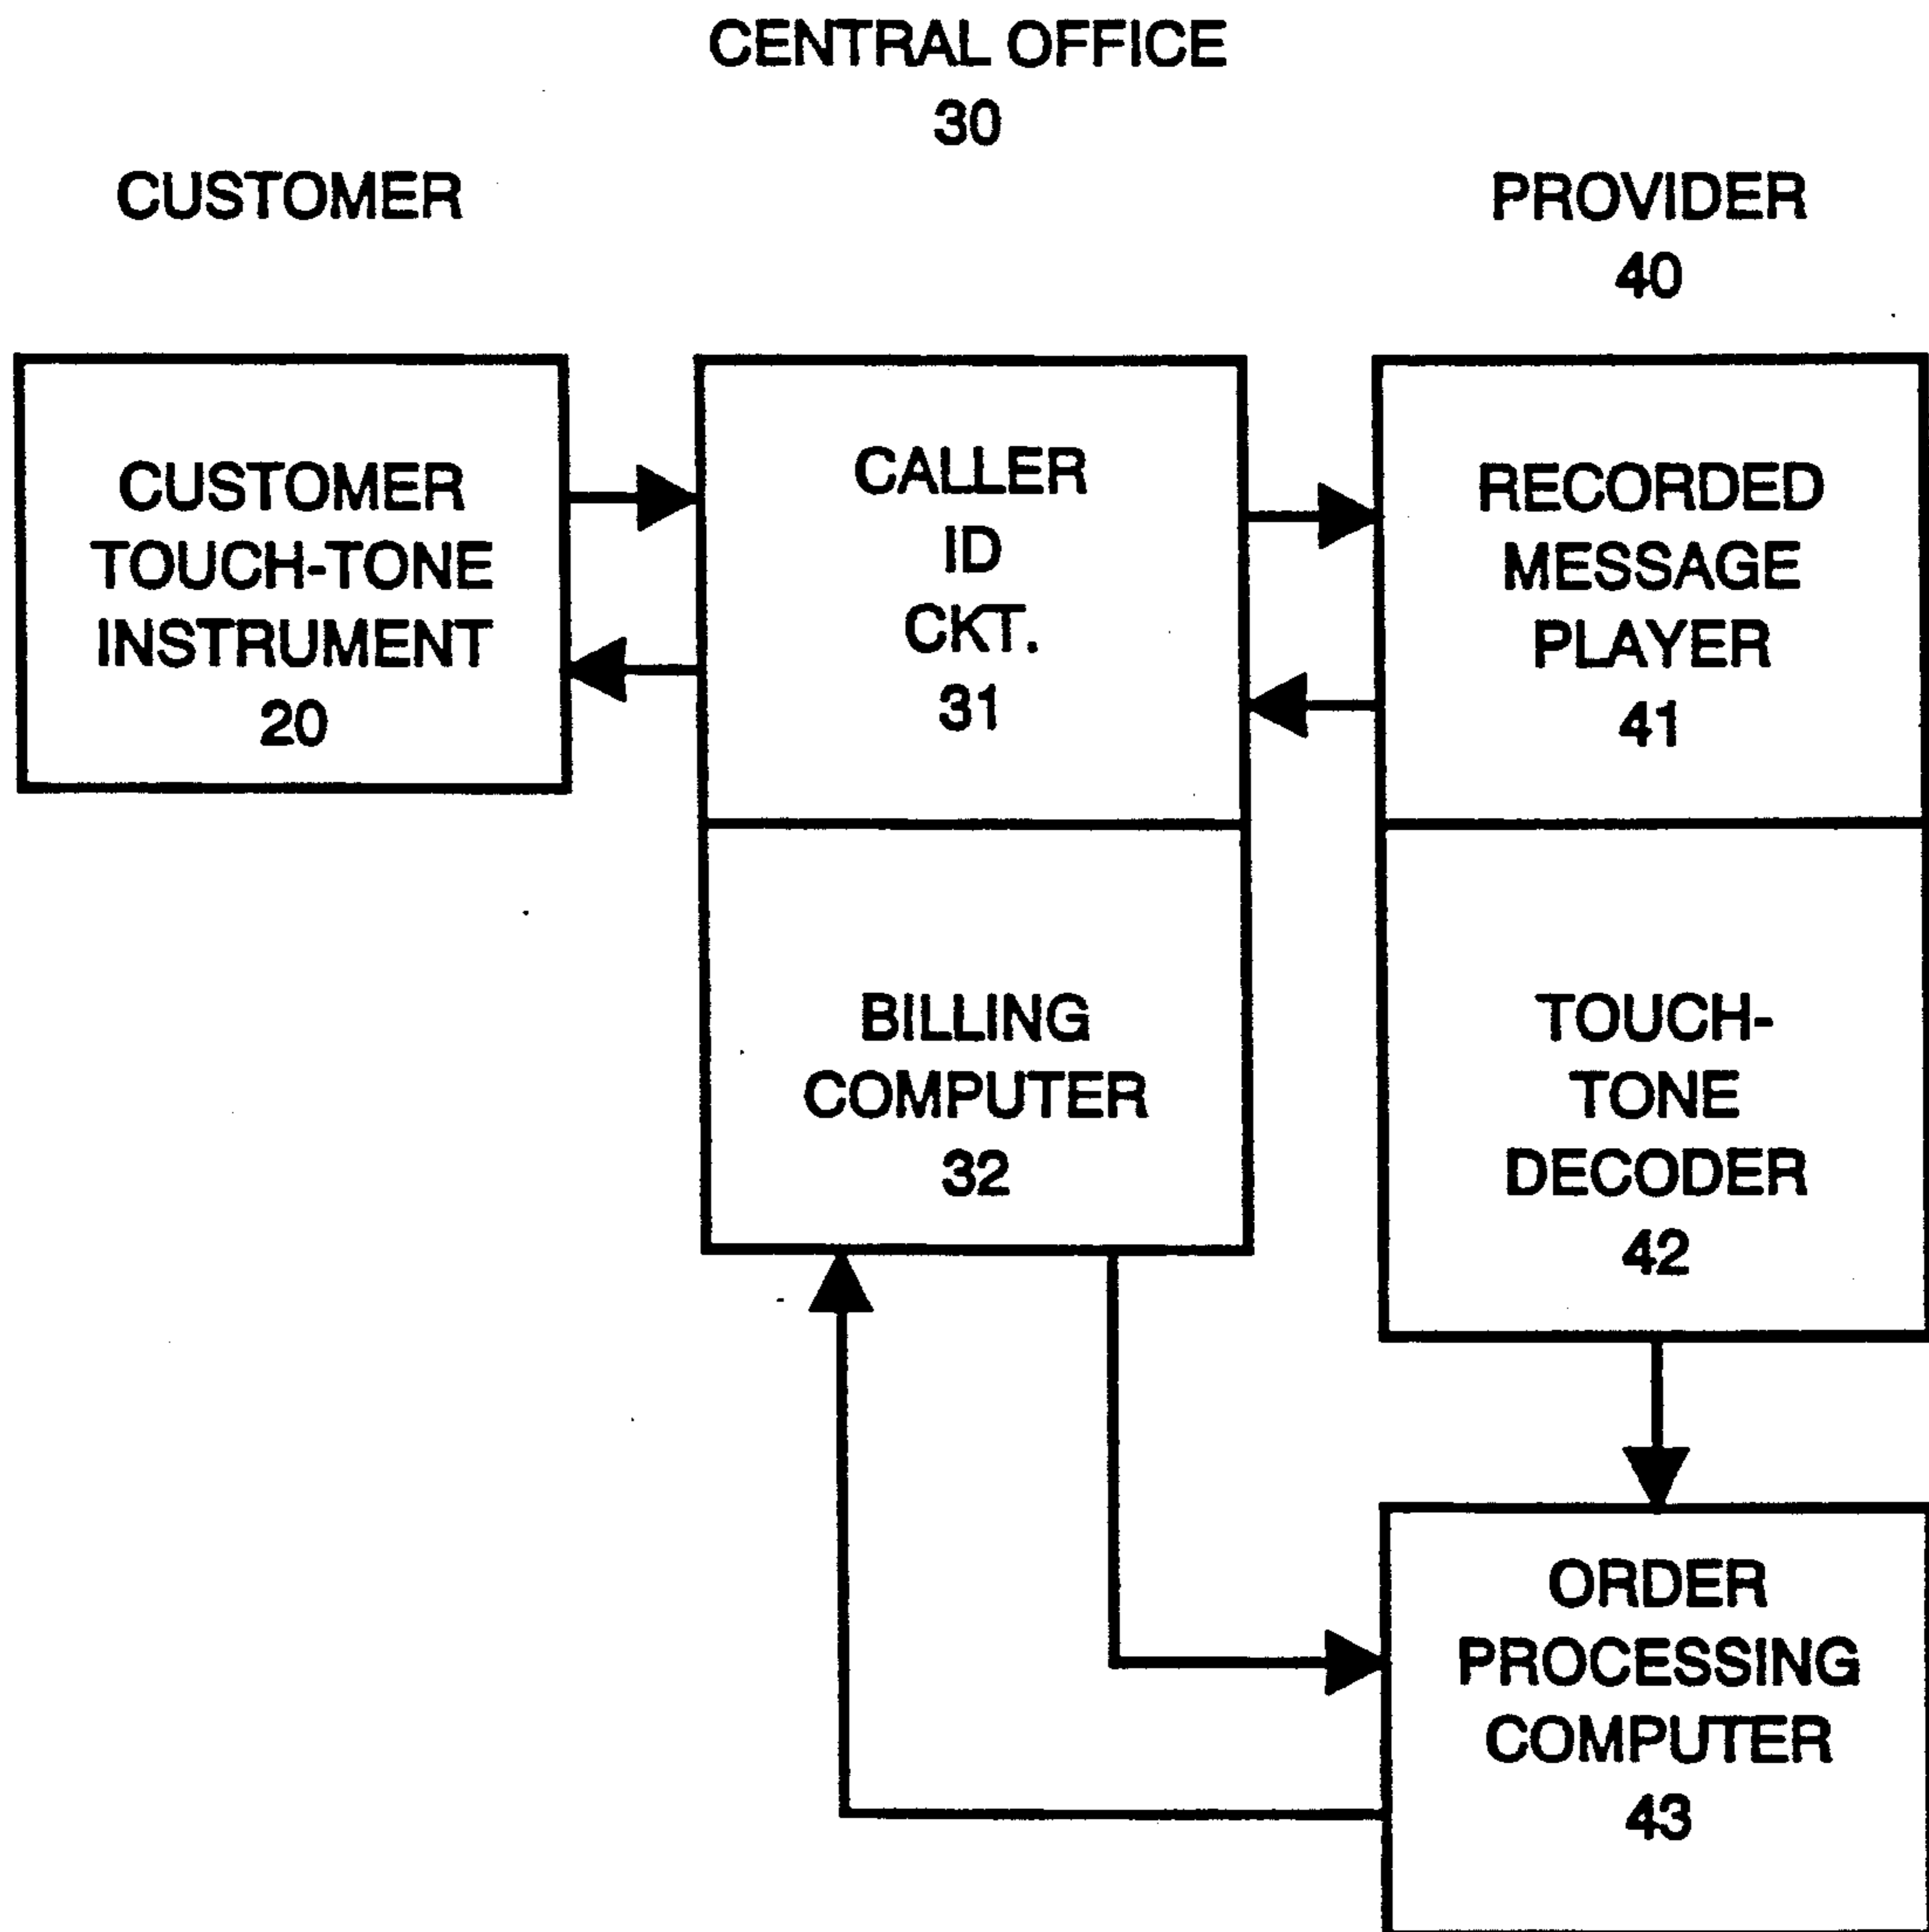 CENTRAL OFFICE
30
CUSTOMER
PROVIDER
40
CUSTOMER
TOUCH-TONE
INSTRUMENT
20
CALLER
ID
CKT.
31
RECORDED
MESSAGE
PLAYER
41
BILLING
COMPUTER
32
TOUCH-
TONE
DECODER
42
ORDER
PROCESSING
COMPUTER
43